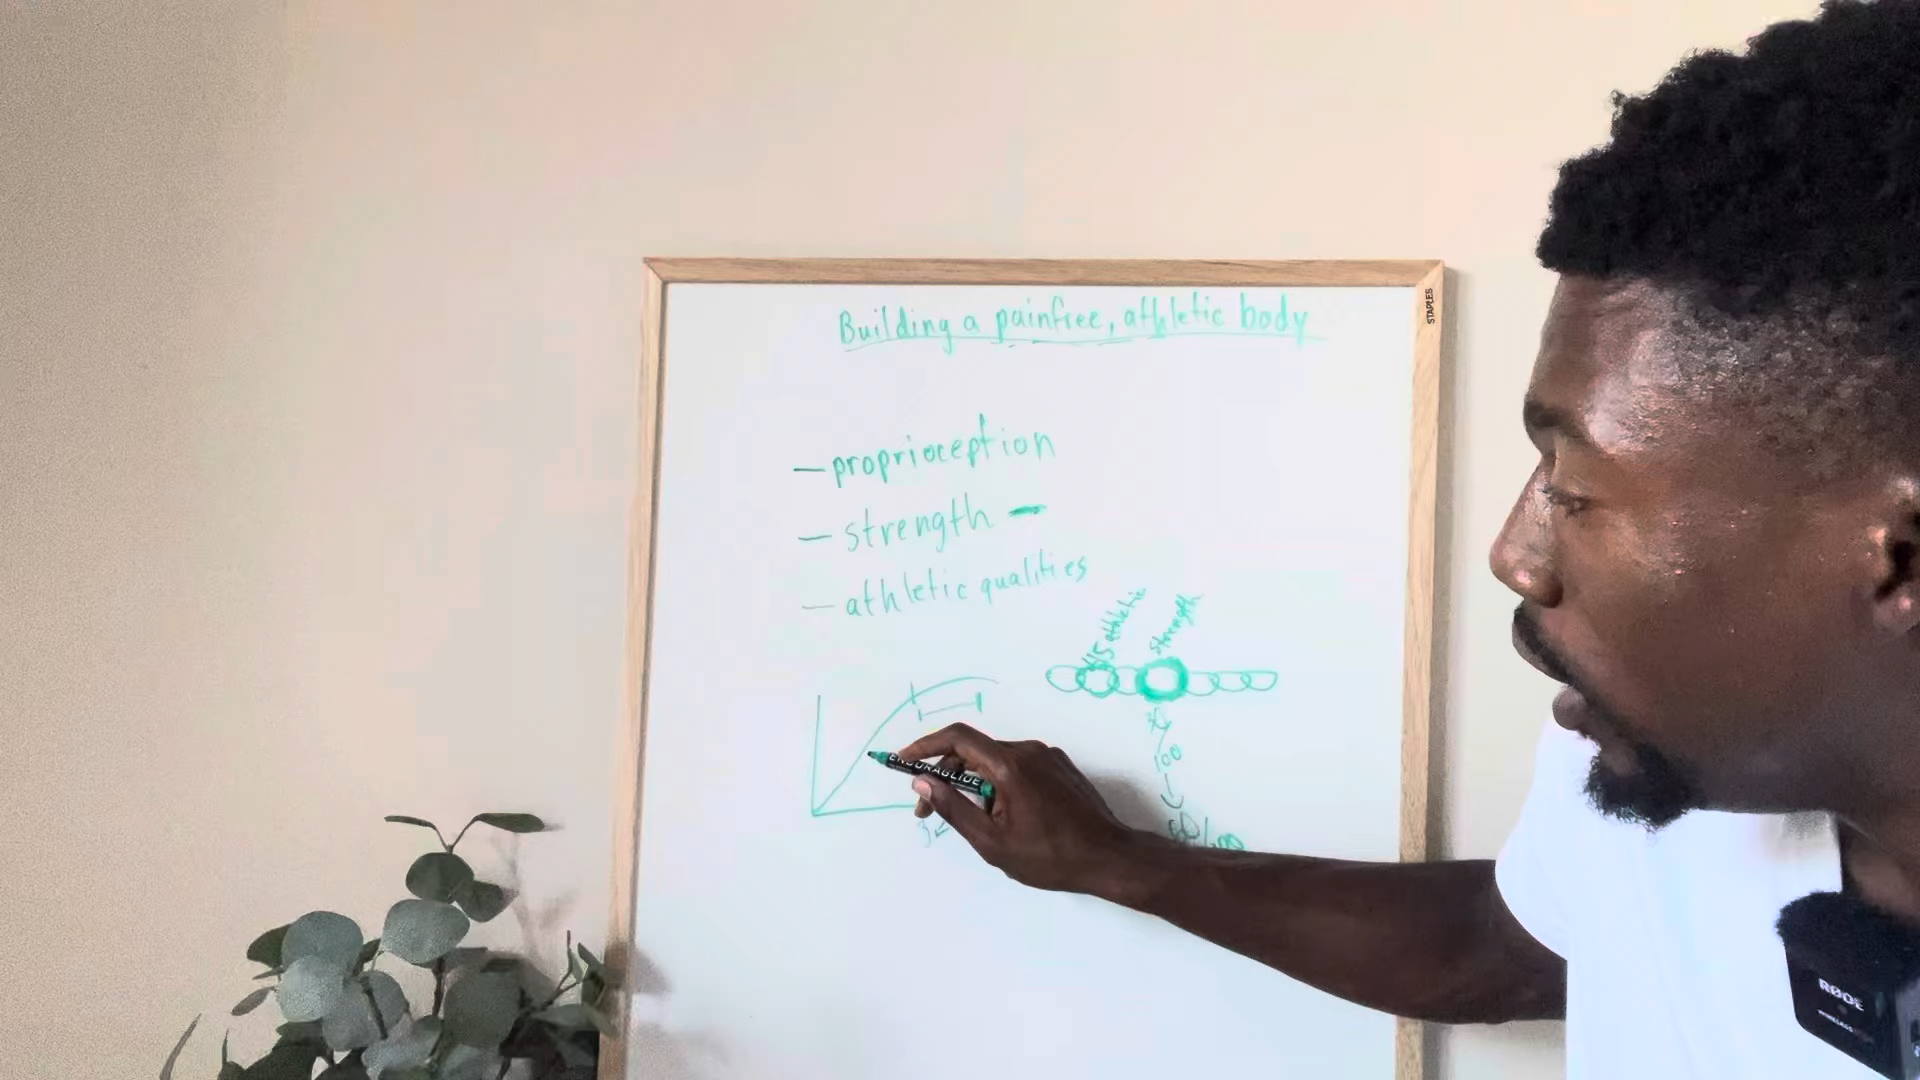 STAPLES
Building a painfree, athletic body
- proprioception
- strength -
- athletic qualities
athletic
strength
100
ENDURAGLIDE
RØDE